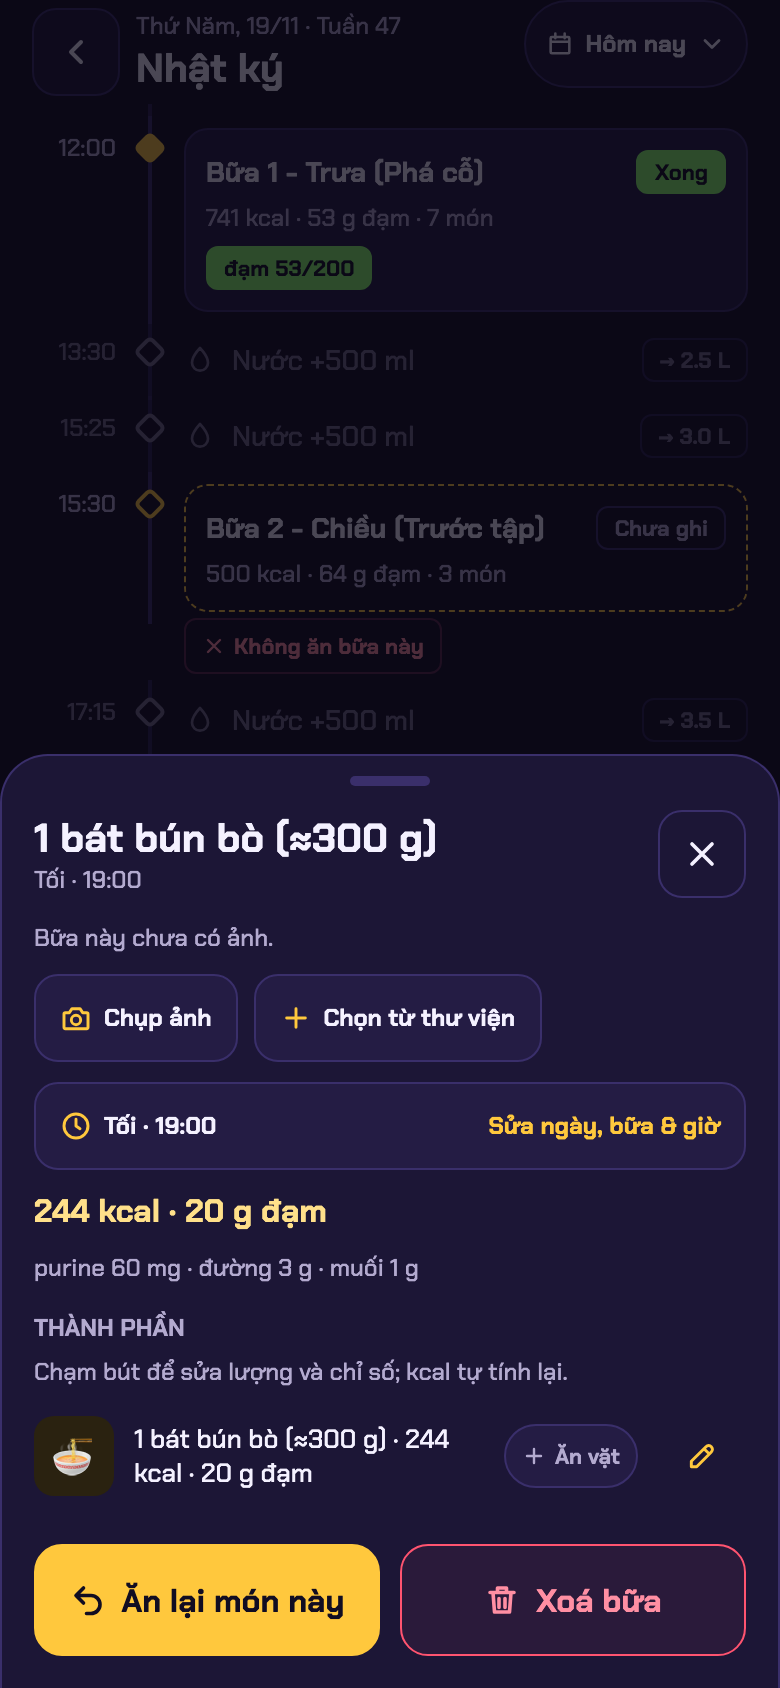 Thứ Năm, 19/11 · Tuần 47
Nhật ký
Hôm nay
12:00
Bữa 1 - Trưa (Phá cỗ)
Xong
741 kcal · 53 g đạm · 7 món
đạm 53/200
13:30
Nước +500 ml
→ 2.5 L
15:25
Nước +500 ml
→ 3.0 L
15:30
Bữa 2 - Chiều (Trước tập)
Chưa ghi
500 kcal · 64 g đạm · 3 món
Không ăn bữa này
17:15
Nước +500 ml
→ 3.5 L
1 bát bún bò (≈300 g)
Tối · 19:00
Bữa này chưa có ảnh.
Chụp ảnh
Chọn từ thư viện
Tối · 19:00
Sửa ngày, bữa & giờ
244 kcal · 20 g đạm
purine 60 mg · đường 3 g · muối 1 g
THÀNH PHẦN
Chạm bút để sửa lượng và chỉ số; kcal tự tính lại.
1 bát bún bò (≈300 g) · 244
kcal · 20 g đạm
+ Ăn vặt
Ăn lại món này
Xoá bữa